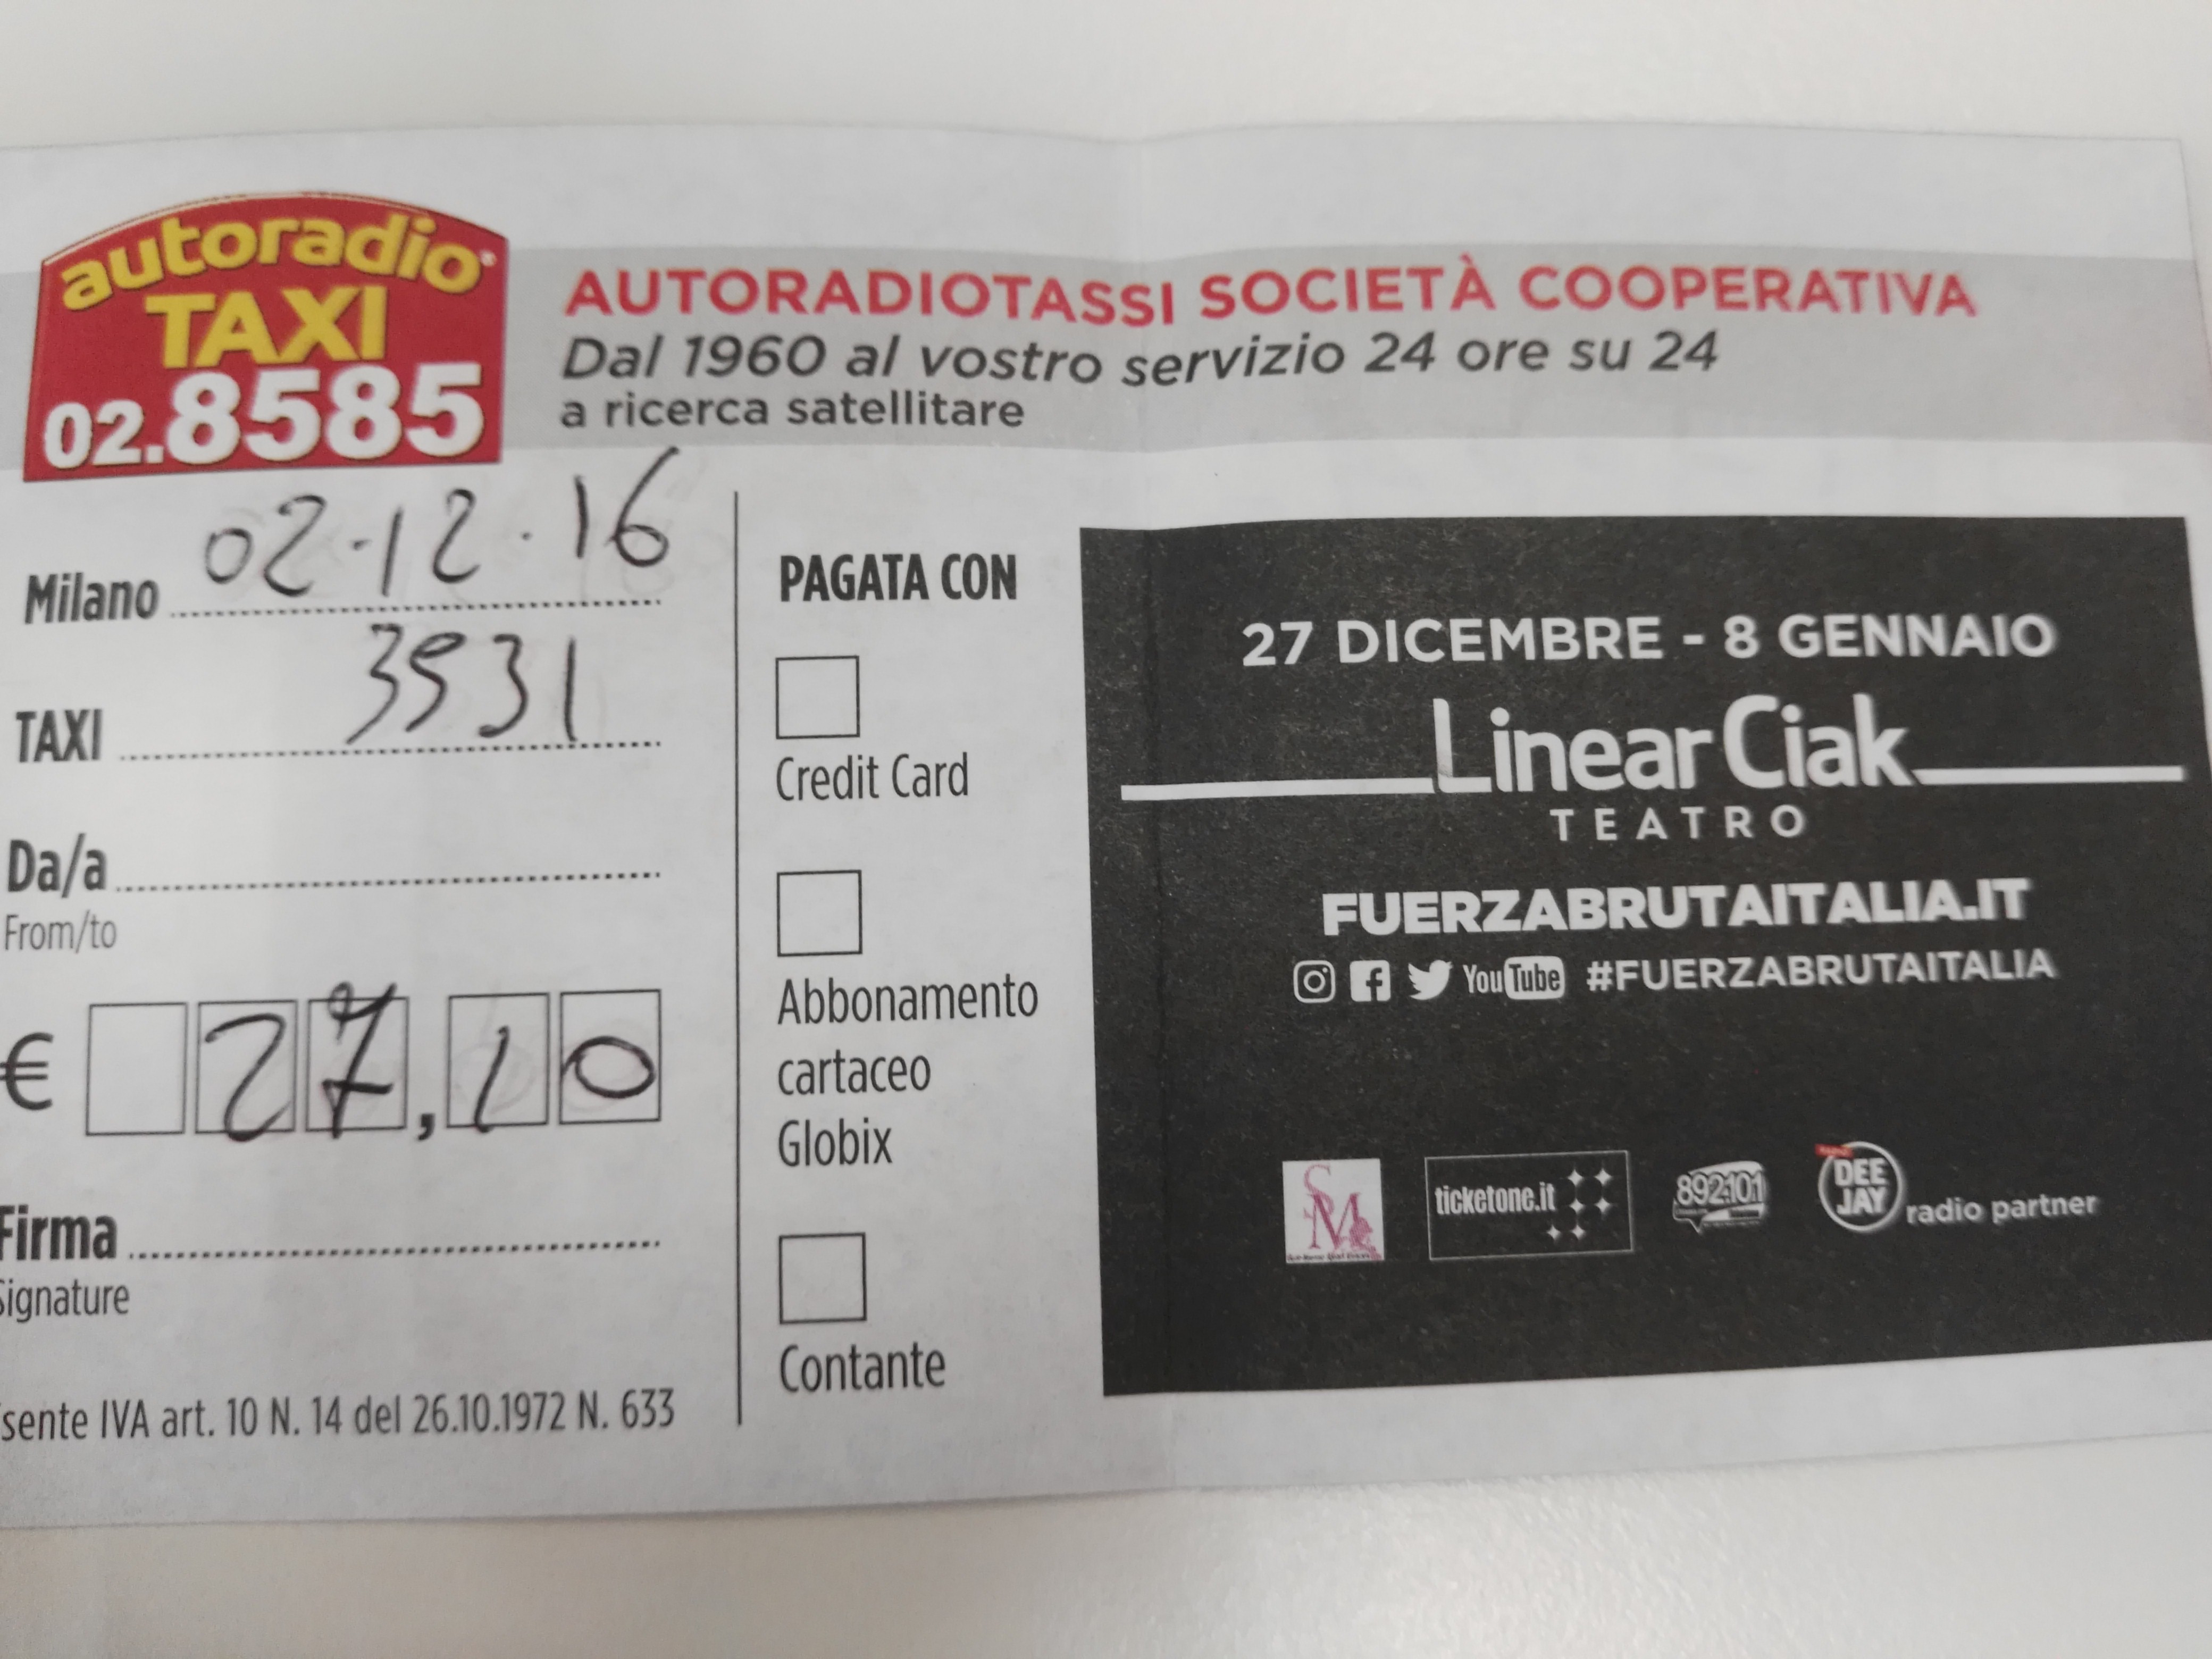 autoradio®
TAXI
02.8585
AUTORADIOTASSI SOCIETÀ COOPERATIVA
Dal 1960 al vostro servizio 24 ore su 24
a ricerca satellitare
Milano 02-12.16
TAXI 3931
Da/a
From/to
€ 27,10
Firma
Signature
sente IVA art. 10 N. 14 del 26.10.1972 N. 633
PAGATA CON
Credit Card
Abbonamento
cartaceo
Globix
Contante
27 DICEMBRE - 8 GENNAIO
Linear Ciak
TEATRO
FUERZABRUTAITALIA.IT
YouTube #FUERZABRUTAITALIA
SM
ticketone.it
892101
RADIO
DEE
JAY
radio partner